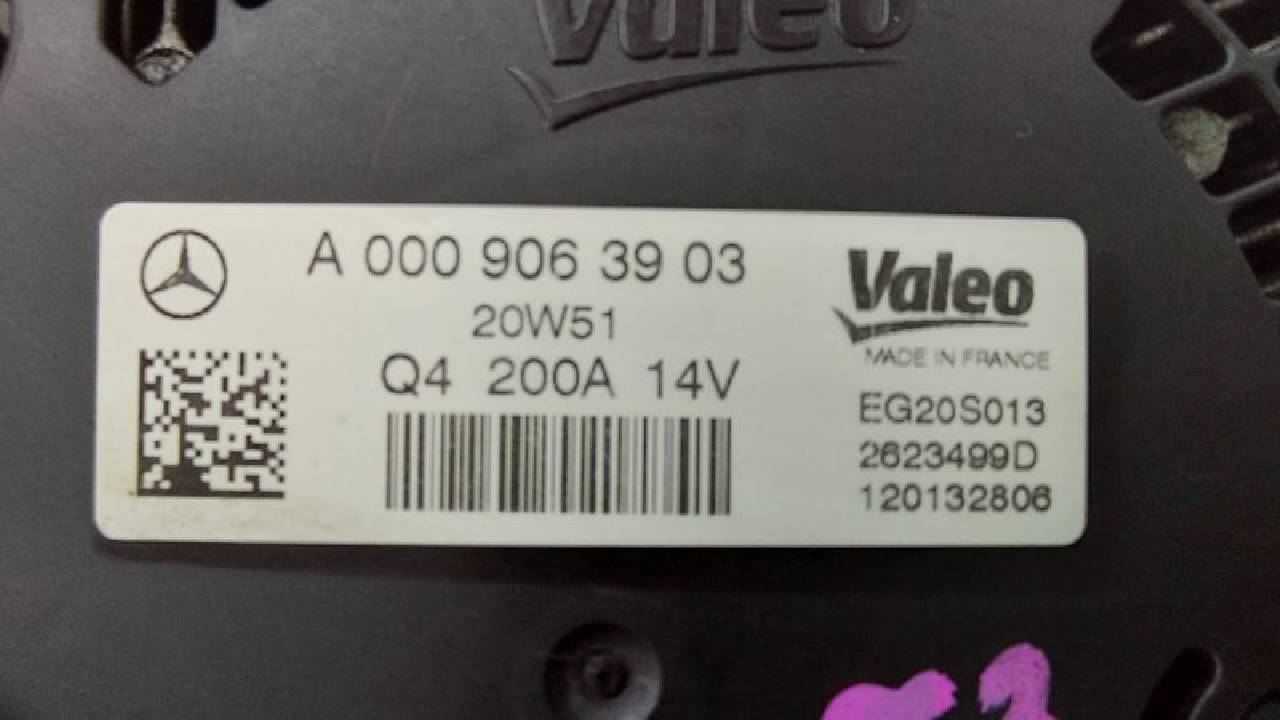 Valeo
A 000 906 39 03
20W51
Q4 200A 14V
Valeo
MADE IN FRANCE
EG20S013
2623499D
120132806